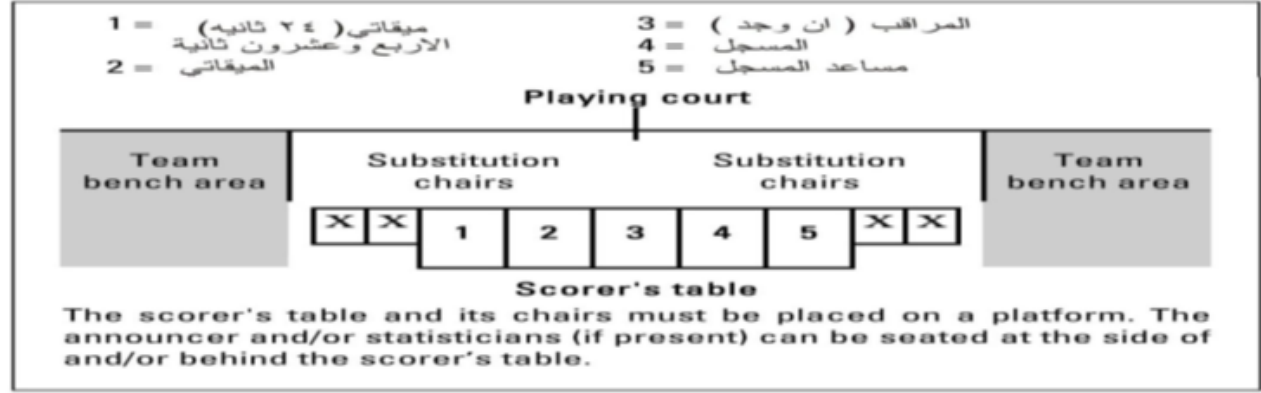 1 = ميقاتي( ٢٤ ثانيه)
الاربع وعشرون ثانية
2 = الميقاتي
3 = المراقب ( ان وجد )
4 = المسجل
5 = مساعد المسجل
Playing court
Team bench area
Substitution chairs
Substitution chairs
Team bench area
X X 1 2 3 4 5 X X
Scorer's table
The scorer's table and its chairs must be placed on a platform. The
announcer and/or statisticians (if present) can be seated at the side of
and/or behind the scorer's table.